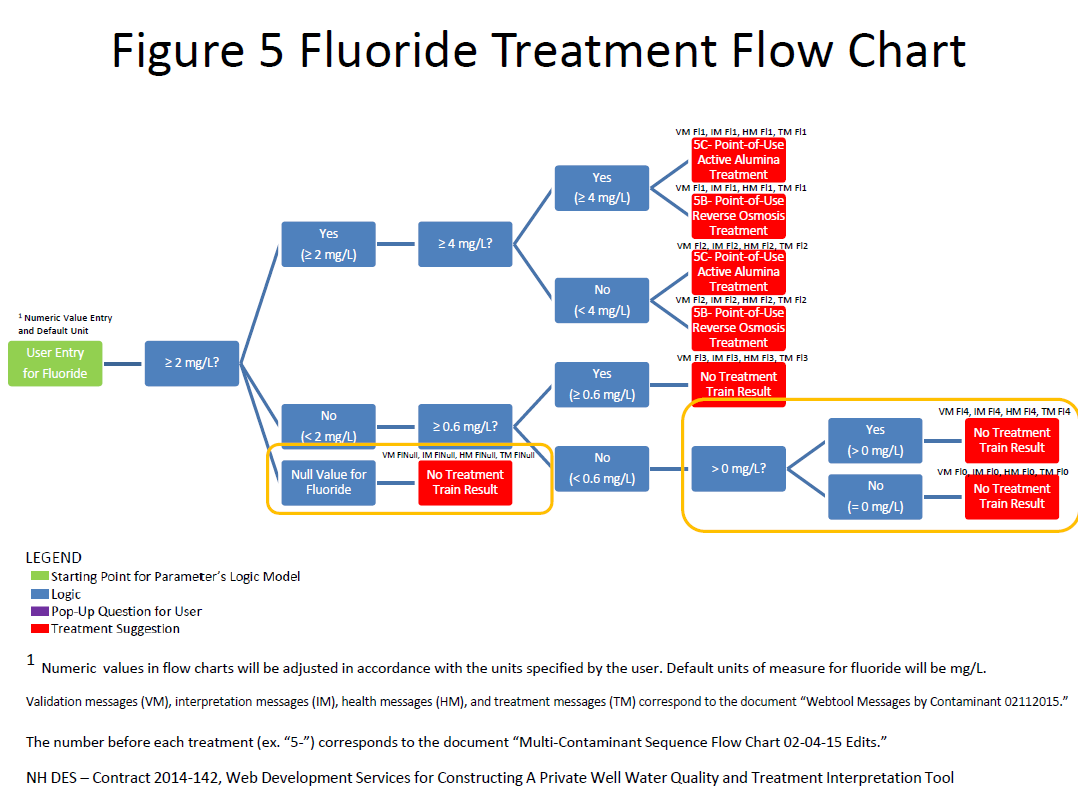 Figure 5 Fluoride Treatment Flow Chart
VM Fl1, IM Fl1, HM Fl1, TM Fl1
5C- Point-of-Use
Active Alumina
Treatment
Yes
(≥ 4 mg/L)
VM Fl1, IM Fl1, HM Fl1, TM Fl1
5B- Point-of-Use
Reverse Osmosis
Treatment
Yes
(≥ 2 mg/L)
≥ 4 mg/L?
VM Fl2, IM Fl2, HM Fl2, TM Fl2
5C- Point-of-Use
Active Alumina
Treatment
No
(< 4 mg/L)
VM Fl2, IM Fl2, HM Fl2, TM Fl2
5B- Point-of-Use
Reverse Osmosis
Treatment
1 Numeric Value Entry
and Default Unit
User Entry
for Fluoride
≥ 2 mg/L?
VM Fl3, IM Fl3, HM Fl3, TM Fl3
Yes
(≥ 0.6 mg/L)
No Treatment
Train Result
No
(< 2 mg/L)
≥ 0.6 mg/L?
VM Fl4, IM Fl4, HM Fl4, TM Fl4
Yes
(> 0 mg/L)
No Treatment
Train Result
VM FlNull, IM FlNull, HM FlNull, TM FlNull
Null Value for
Fluoride
No Treatment
Train Result
No
(< 0.6 mg/L)
> 0 mg/L?
VM Fl0, IM Fl0, HM Fl0, TM Fl0
No
(= 0 mg/L)
No Treatment
Train Result
LEGEND
Starting Point for Parameter's Logic Model
Logic
Pop-Up Question for User
Treatment Suggestion
1 Numeric values in flow charts will be adjusted in accordance with the units specified by the user. Default units of measure for fluoride will be mg/L.
Validation messages (VM), interpretation messages (IM), health messages (HM), and treatment messages (TM) correspond to the document “Webtool Messages by Contaminant 02112015.”
The number before each treatment (ex. “5-”) corresponds to the document “Multi-Contaminant Sequence Flow Chart 02-04-15 Edits.”
NH DES – Contract 2014-142, Web Development Services for Constructing A Private Well Water Quality and Treatment Interpretation Tool